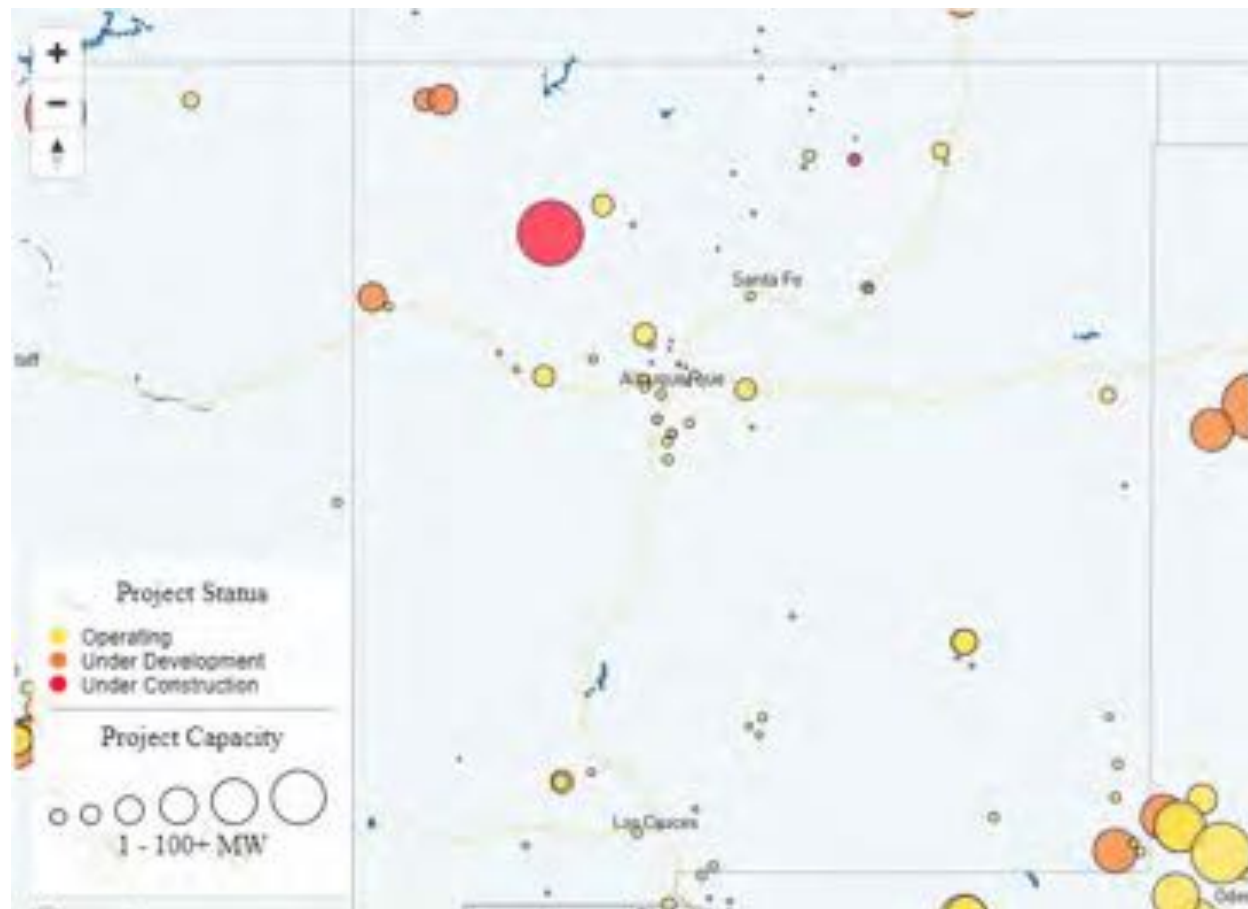 +
−
Santa Fe
Albuquerque
Project Status
Operating
Under Development
Under Construction
Project Capacity
1 - 100+ MW
Las Cruces